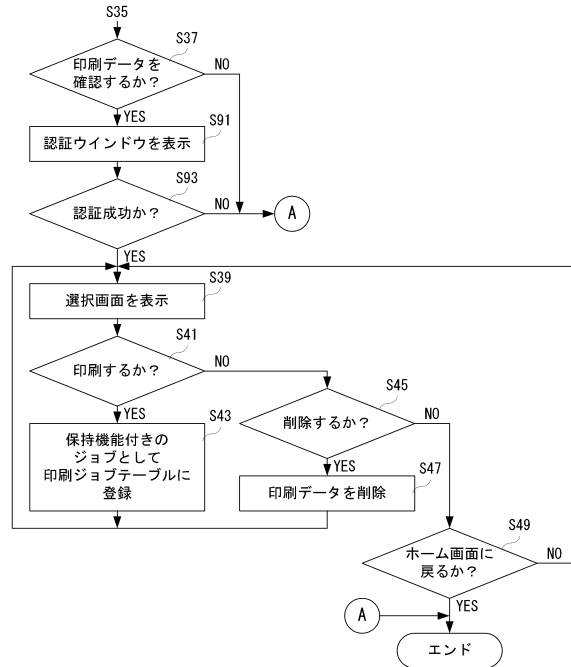 S35
S37
印刷データを
確認するか？
NO
YES
S91
認証ウインドウを表示
S93
認証成功か？
NO
A
YES
S39
選択画面を表示
S41
印刷するか？
NO
YES
S45
削除するか？
NO
S43
保持機能付きの
ジョブとして
印刷ジョブテーブルに
登録
YES
S47
印刷データを削除
S49
ホーム画面に
戻るか？
NO
YES
A
エンド